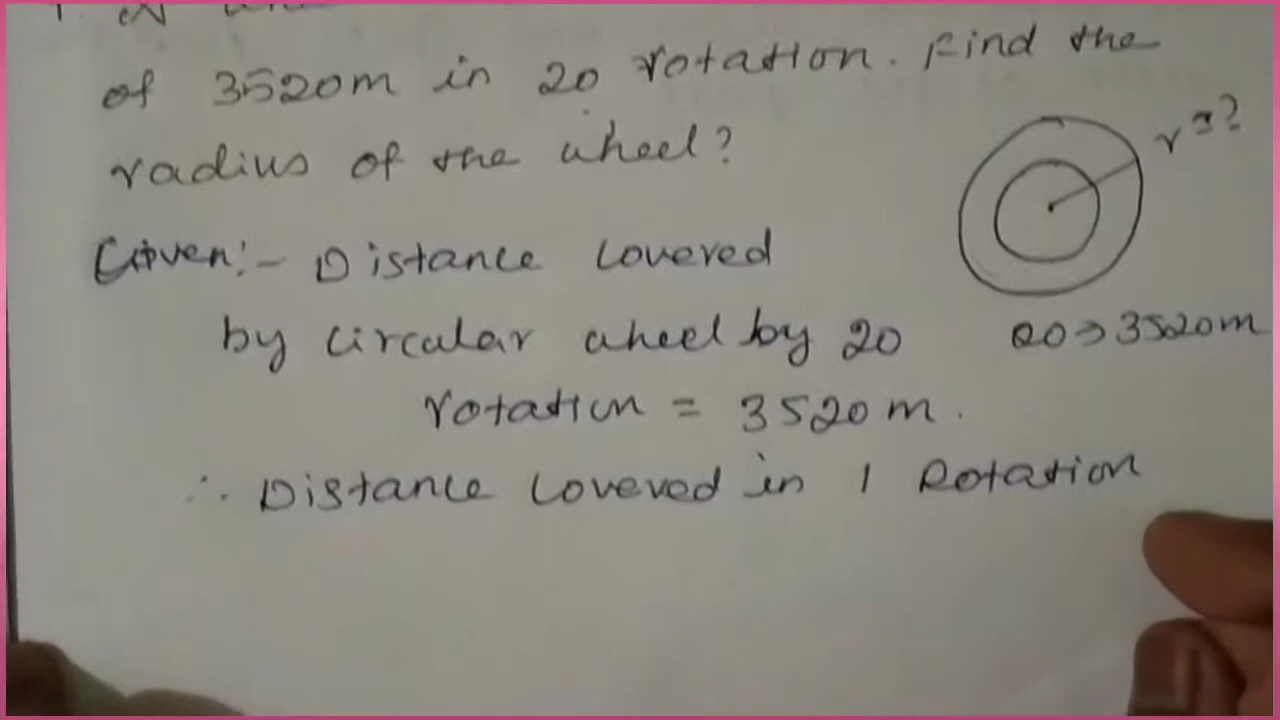 of 3520m in 20 rotation. Find the
radius of the wheel?
r=?
Given:- Distance covered
by circular wheel by 20
20→3520m
rotation = 3520m.
∴ Distance covered in 1 Rotation